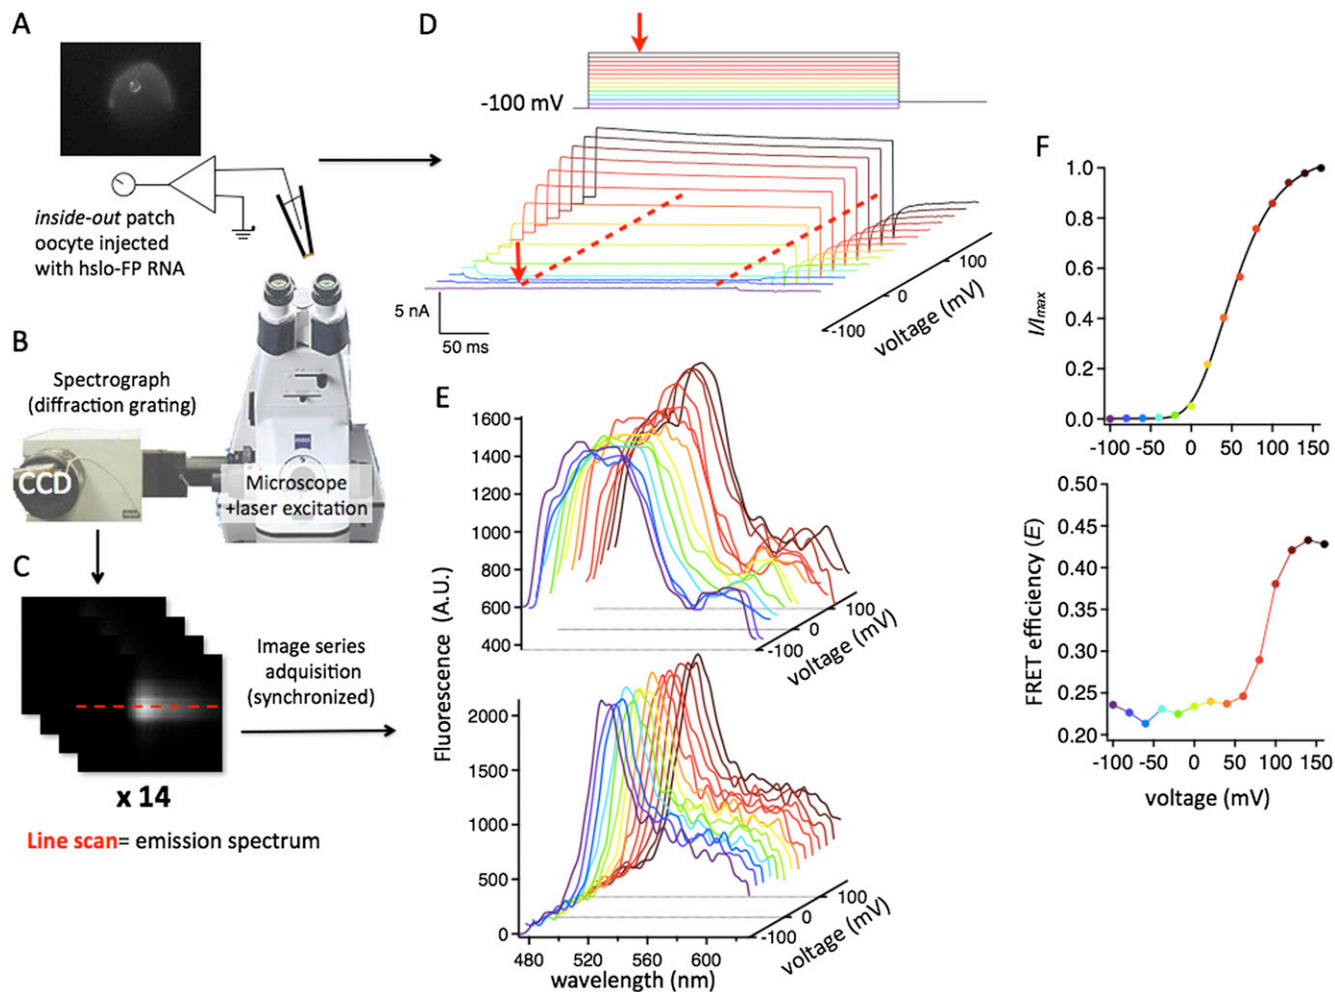 A
inside-out patch
oocyte injected
with hslo-FP RNA
B
Spectrograph
(diffraction grating)
CCD
Microscope
+laser excitation
C
Image series
adquisition
(synchronized)
x 14
Line scan= emission spectrum
D
-100 mV
5 nA
50 ms
-100
0
100
voltage (mV)
E
1600
1400
1200
1000
800
600
400
100
0
-100
voltage (mV)
Fluorescence (A.U.)
2000
1500
1000
500
0
100
0
-100
voltage (mV)
480 520 560 600
wavelength (nm)
F
1.0
0.8
0.6
0.4
0.2
0.0
I/Imax
-100 -50 0 50 100 150
0.50
0.45
0.40
0.35
0.30
0.25
0.20
FRET efficiency (E)
-100 -50 0 50 100 150
voltage (mV)